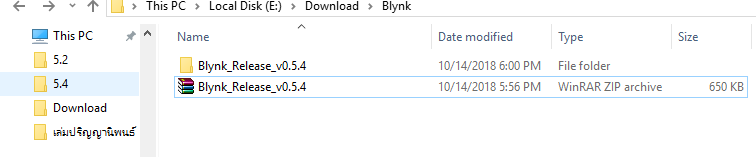 This PC > Local Disk (E:) > Download > Blynk
This PC
5.2
5.4
Download
เล่มปริญญานิพนธ์
Name Date modified Type Size
Blynk_Release_v0.5.4 10/14/2018 6:00 PM File folder
Blynk_Release_v0.5.4 10/14/2018 5:56 PM WinRAR ZIP archive 650 KB